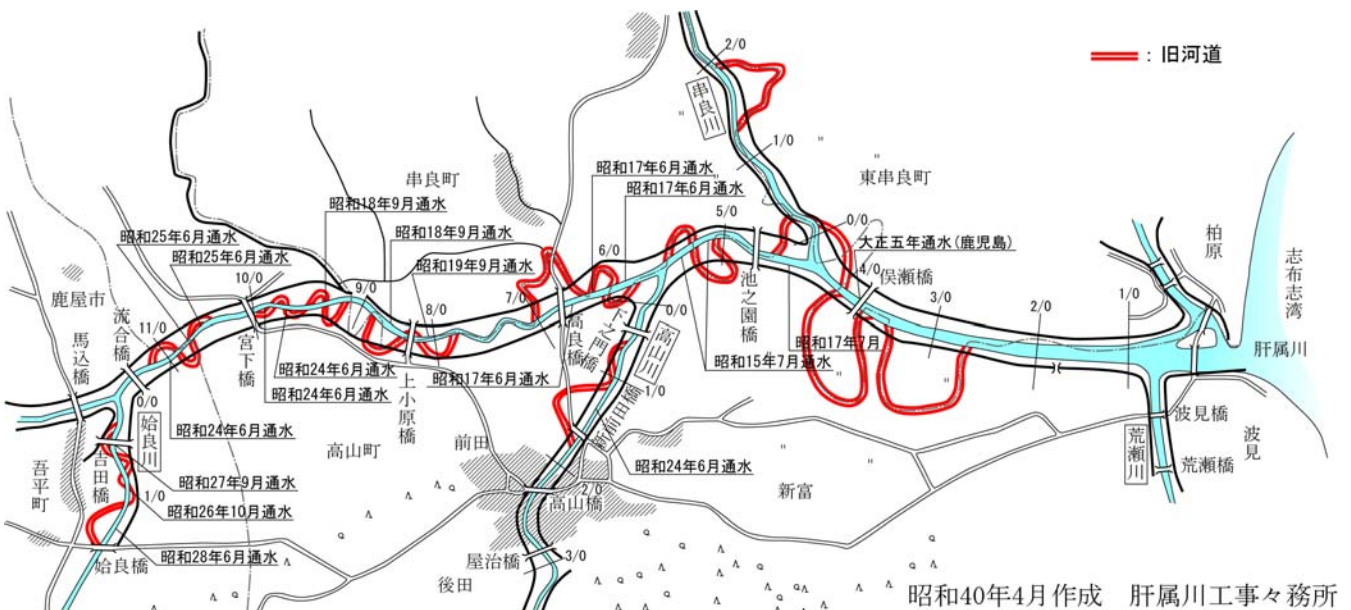 ：旧河道
2/0
串良川
1/0
〃
〃
〃
東串良町
0/0
昭和17年6月通水
昭和17年6月通水
串良町
昭和18年9月通水
昭和18年9月通水
昭和19年9月通水
昭和25年6月通水
昭和25年6月通水
大正五年通水(鹿児島)
柏原
志布志湾
肝属川
鹿屋市
馬込橋
流合橋
11/0
10/0
宮下橋
9/0
8/0
7/0
6/0
5/0
4/0
3/0
2/0
1/0
俣瀬橋
池之園橋
高良橋
下之門橋
0/0
高山川
1/0
昭和17年7月
昭和15年7月通水
昭和17年6月通水
昭和24年6月通水
昭和24年6月通水
上小原橋
0/0
姶良川
昭和24年6月通水
吾平町
吉田橋
昭和27年9月通水
1/0
昭和26年10月通水
昭和28年6月通水
姶良橋
高山町
前田
新前田橋
昭和24年6月通水
2/0
高山橋
3/0
屋治橋
後田
新富
〃
〃
〃
〃
荒瀬川
波見橋
荒瀬橋
波見
昭和40年4月作成 肝属川工事々務所